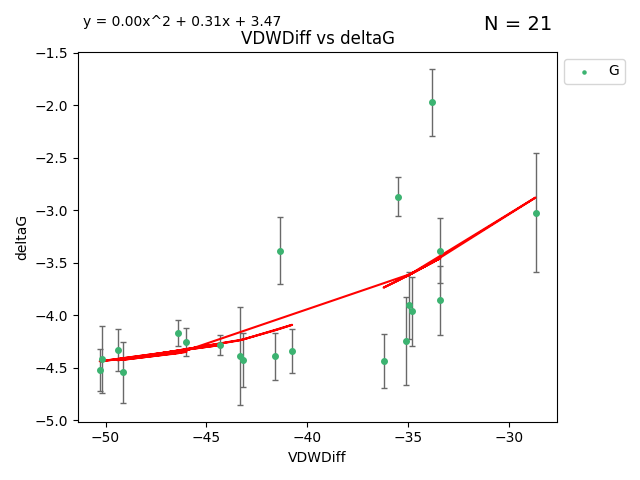 y = 0.00x^2 + 0.31x + 3.47
N = 21
VDWDiff vs deltaG
G
−1.5
−2.0
−2.5
−3.0
−3.5
−4.0
−4.5
−5.0
deltaG
−50
−45
−40
−35
−30
VDWDiff